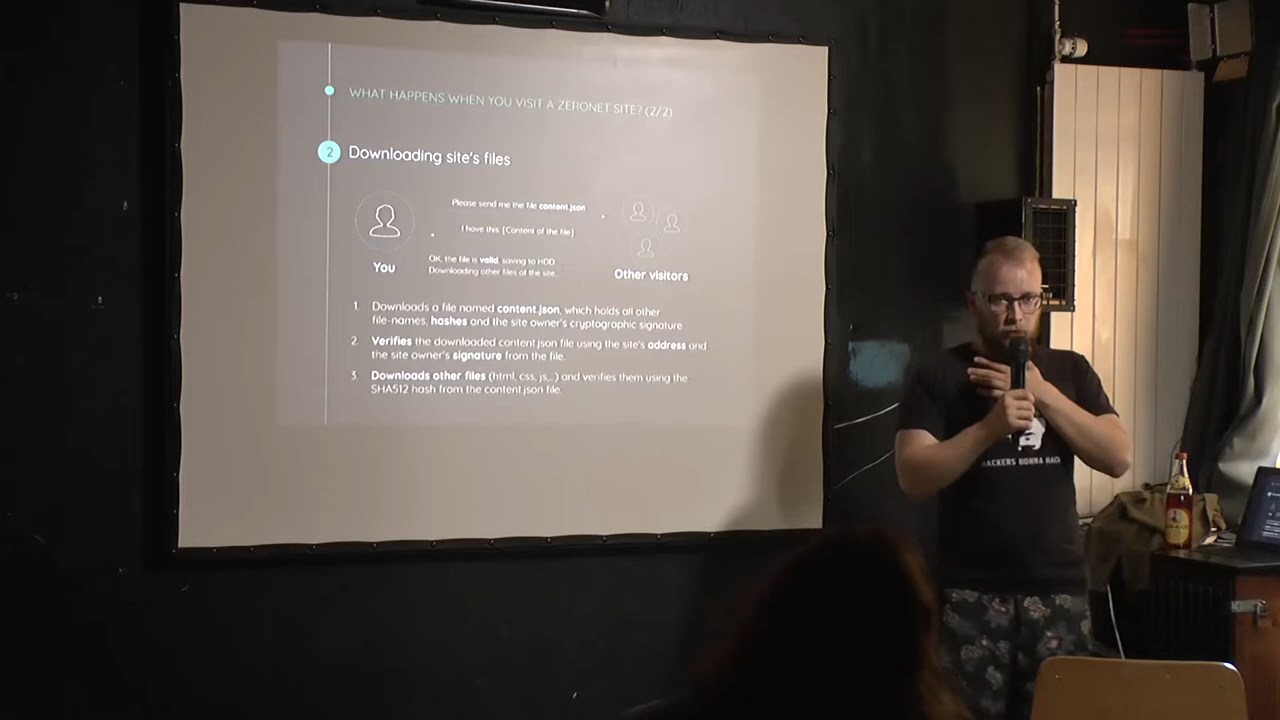 WHAT HAPPENS WHEN YOU VISIT A ZERONET SITE? (2/2)
2 Downloading site's files
Please send me the file content.json
I have this [Content of the file]
OK, the file is valid, saving to HDD
Downloading other files of the site...
You
Other visitors
1. Downloads a file named content.json, which holds all other
file-names, hashes and the site owner's cryptographic signature
2. Verifies the downloaded content.json file using the site's address and
the site owner's signature from the file.
3. Downloads other files (html, css, js,..) and verifies them using the
SHA512 hash from the content.json file.
HACKERS GONNA HACK